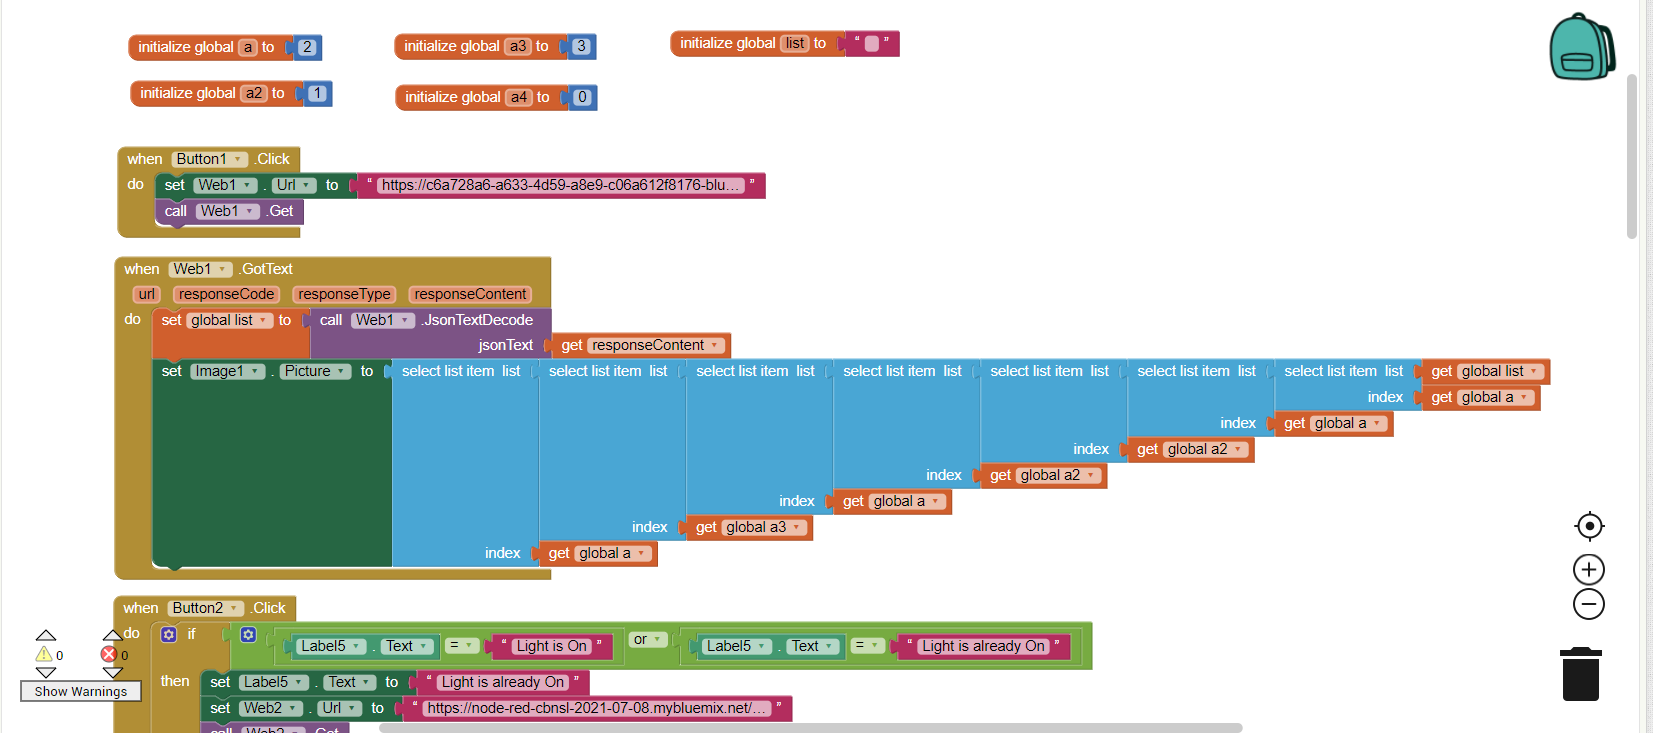 initialize global a to 2
initialize global a3 to 3
initialize global list to “ ”
initialize global a2 to 1
initialize global a4 to 0
when Button1 .Click
do set Web1 . Url to “ https://c6a728a6-a633-4d59-a8e9-c06a612f8176-blu... ”
call Web1 .Get
when Web1 .GotText
url responseCode responseType responseContent
do set global list to call Web1 .JsonTextDecode
jsonText get responseContent
set Image1 . Picture to select list item list select list item list select list item list select list item list select list item list select list item list select list item list get global list
index get global a
index get global a
index get global a2
index get global a2
index get global a
index get global a3
index get global a
when Button2 .Click
do if Label5 . Text = “ Light is On ” or Label5 . Text = “ Light is already On ”
then set Label5 . Text to “ Light is already On ”
set Web2 . Url to “ https://node-red-cbnsl-2021-07-08.mybluemix.net/... ”
call Web2 .Get
0 0
Show Warnings